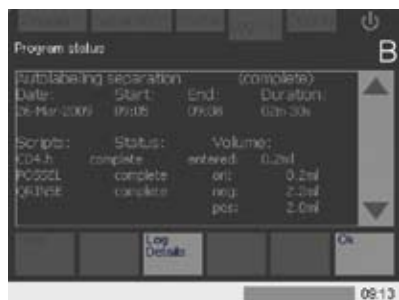 Program status
B
Autolabeling separation (complete)
Date: Start: End: Duration:
26-Mar-2009 09:05 09:08 02m 30s
Scripts: Status: Volume:
CD4.h complete entered: 0.2ml
POSSEL complete ori: 0.2ml
QRINSE complete neg: 2.0ml
pos: 2.0ml
Log
Details
Ok
09:13